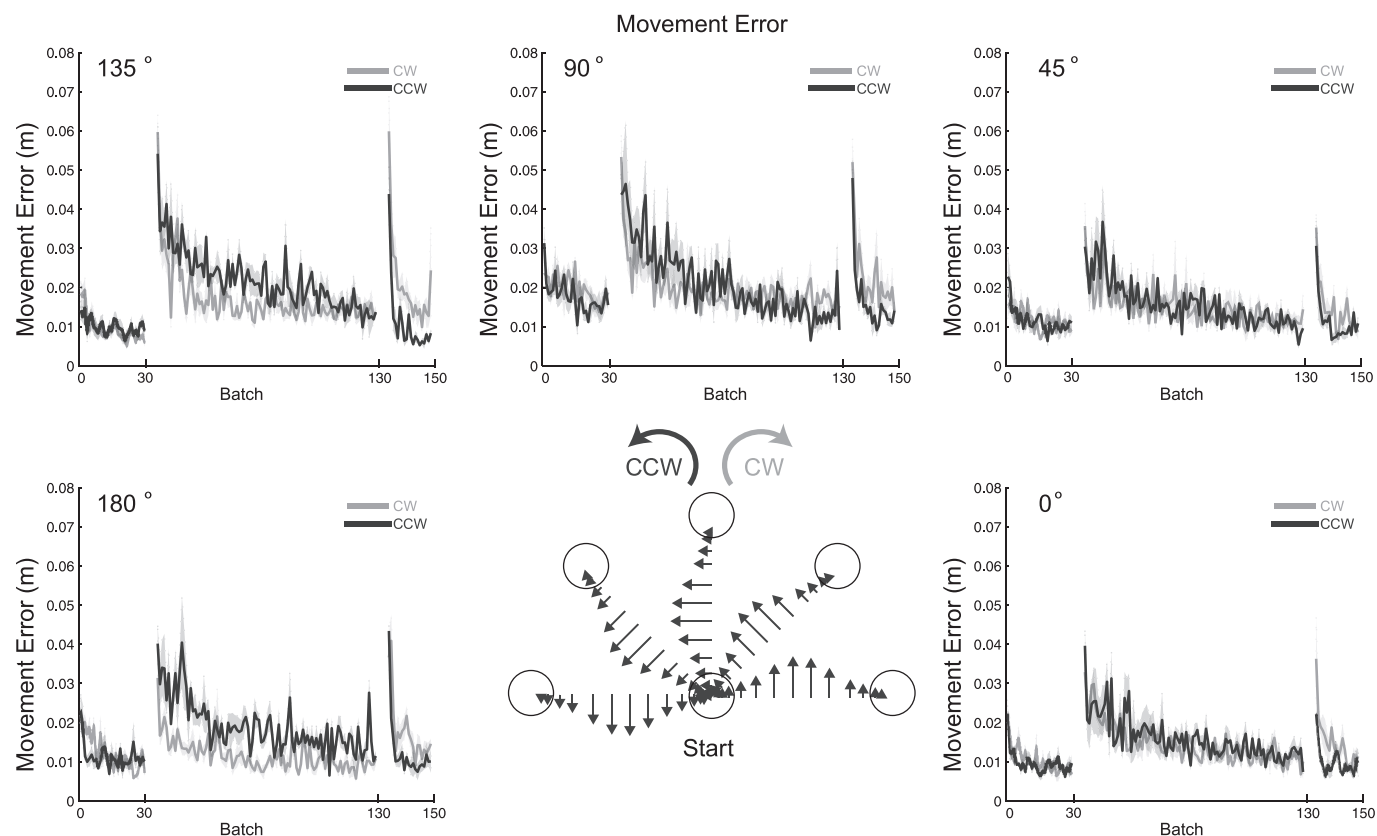 Movement Error
135 °
CW
CCW
0.08
0.07
0.06
0.05
0.04
0.03
0.02
0.01
0
Movement Error (m)
0
30
130
150
Batch
90 °
CW
CCW
0.08
0.07
0.06
0.05
0.04
0.03
0.02
0.01
0
Movement Error (m)
0
30
130
150
Batch
45 °
CW
CCW
0.08
0.07
0.06
0.05
0.04
0.03
0.02
0.01
0
Movement Error (m)
0
30
130
150
Batch
180 °
CW
CCW
0.08
0.07
0.06
0.05
0.04
0.03
0.02
0.01
0
Movement Error (m)
0
30
130
150
Batch
CCW
CW
Start
0°
CW
CCW
0.08
0.07
0.06
0.05
0.04
0.03
0.02
0.01
0
Movement Error (m)
0
30
130
150
Batch